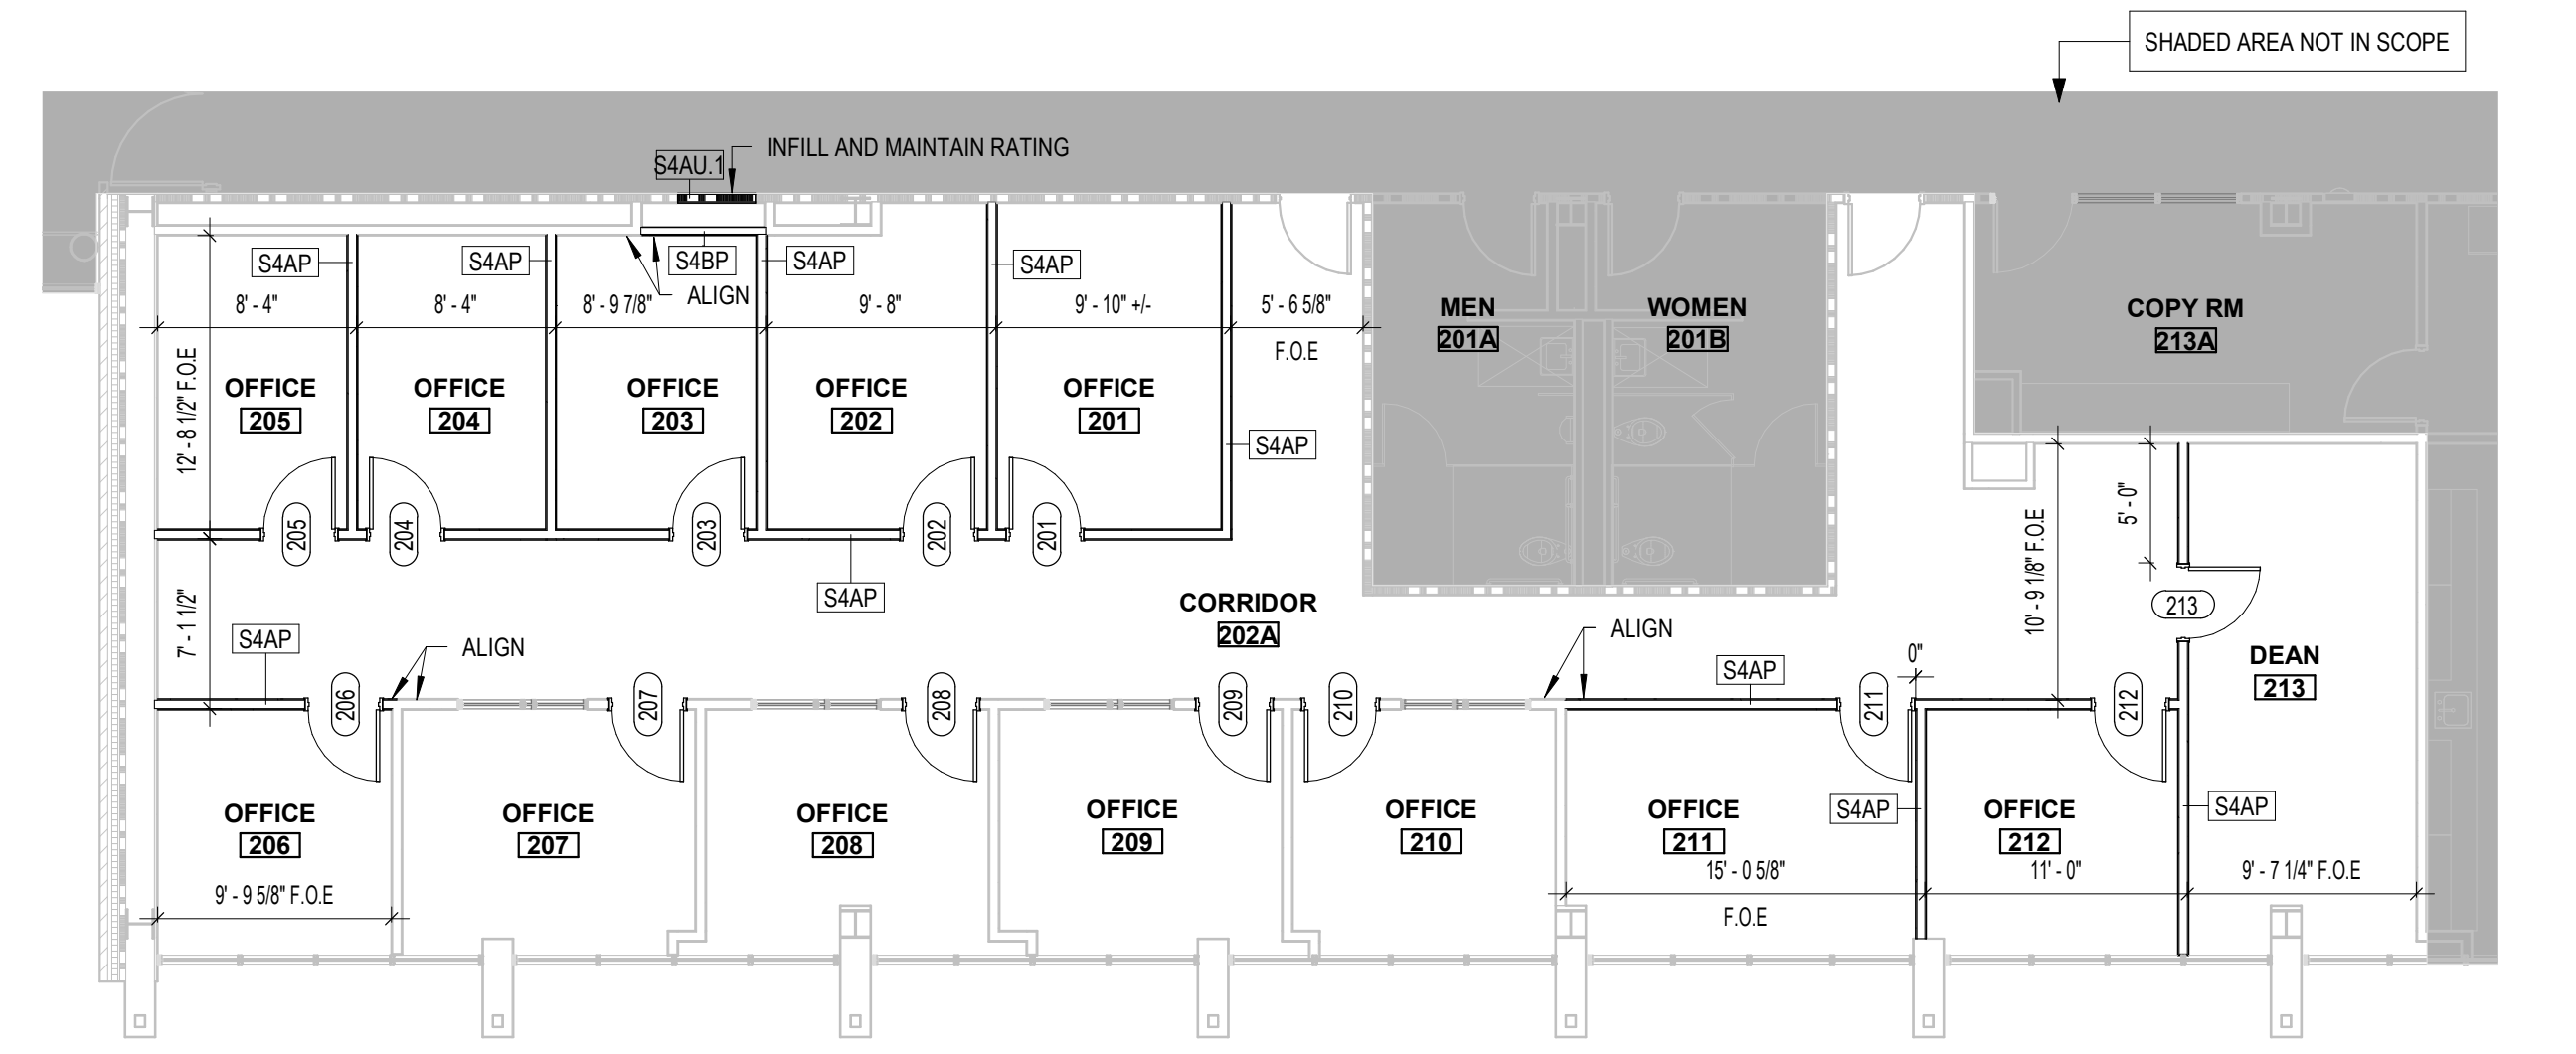 SHADED AREA NOT IN SCOPE
INFILL AND MAINTAIN RATING
S4AU.1
S4AP
S4AP
S4BP
S4AP
S4AP
ALIGN
8' - 4"
8' - 4"
8' - 9 7/8"
9' - 8"
9' - 10" +/-
5' - 6 5/8"
F.O.E
MEN
201A
WOMEN
201B
COPY RM
213A
12' - 8 1/2" F.O.E
OFFICE
205
OFFICE
204
OFFICE
203
OFFICE
202
OFFICE
201
S4AP
205
204
203
202
201
S4AP
5' - 0"
10' - 9 1/8" F.O.E
213
7' - 1 1/2"
S4AP
ALIGN
CORRIDOR
202A
ALIGN
S4AP
0"
DEAN
213
206
207
208
209
210
211
212
OFFICE
206
OFFICE
207
OFFICE
208
OFFICE
209
OFFICE
210
OFFICE
211
S4AP
OFFICE
212
S4AP
9' - 9 5/8" F.O.E
15' - 0 5/8"
F.O.E
11' - 0"
9' - 7 1/4" F.O.E